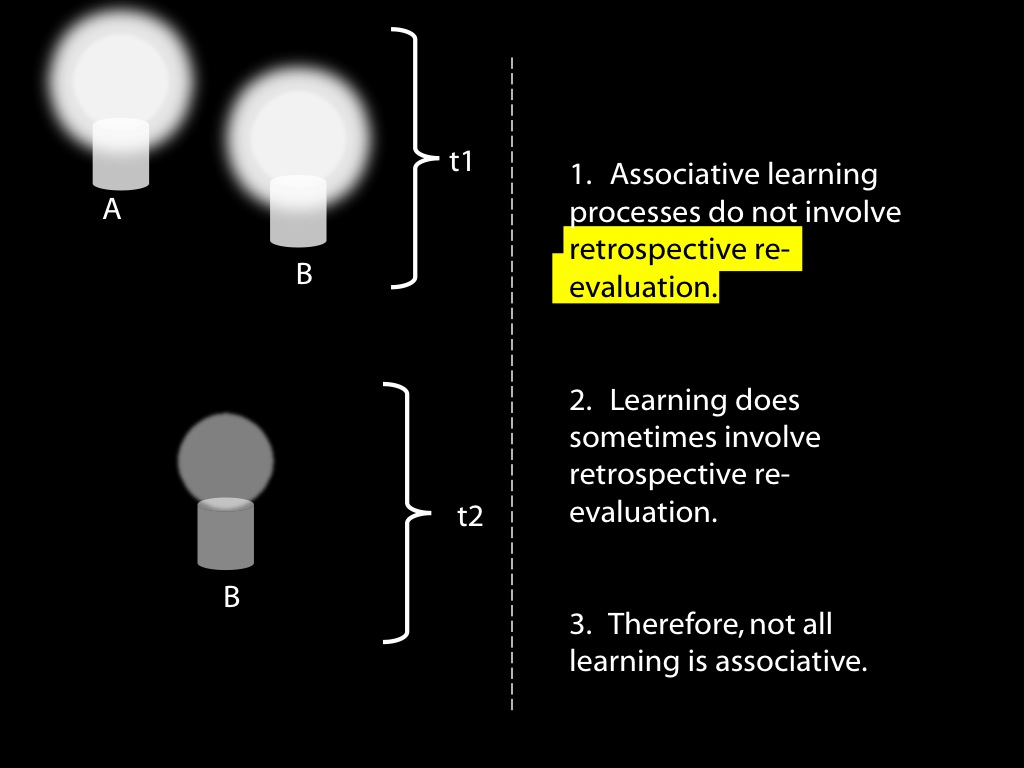 A
B
t1
B
t2
1. Associative learning
processes do not involve
retrospective re-
evaluation.
2. Learning does
sometimes involve
retrospective re-
evaluation.
3. Therefore, not all
learning is associative.